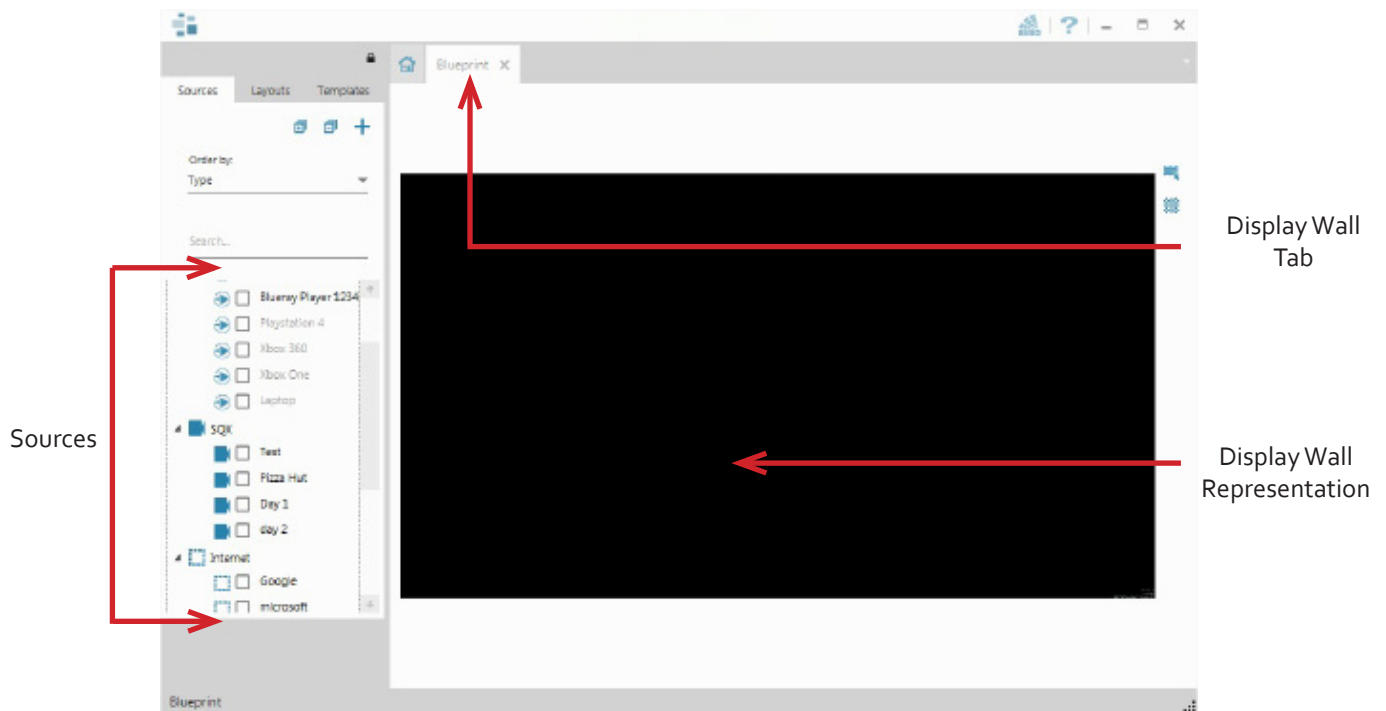 ?
Blueprint
Sources Layouts Templates
Order by:
Type
Search...
Blueray Player 1234
Playstation 4
Xbox 360
Xbox One
Laptop
SQX
Test
Pizza Hut
Day 1
day 2
Internet
Google
microsoft
Blueprint
Sources
Display Wall
Tab
Display Wall
Representation